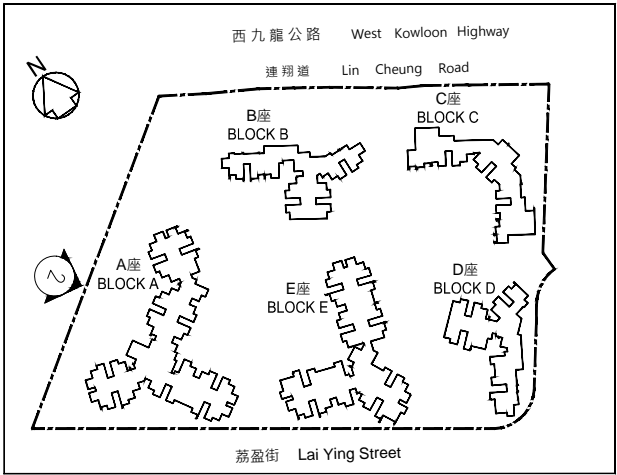 西九龍公路 West Kowloon Highway
連翔道 Lin Cheung Road
N
B座
BLOCK B
C座
BLOCK C
A座
BLOCK A
2
E座
BLOCK E
D座
BLOCK D
荔盈街 Lai Ying Street